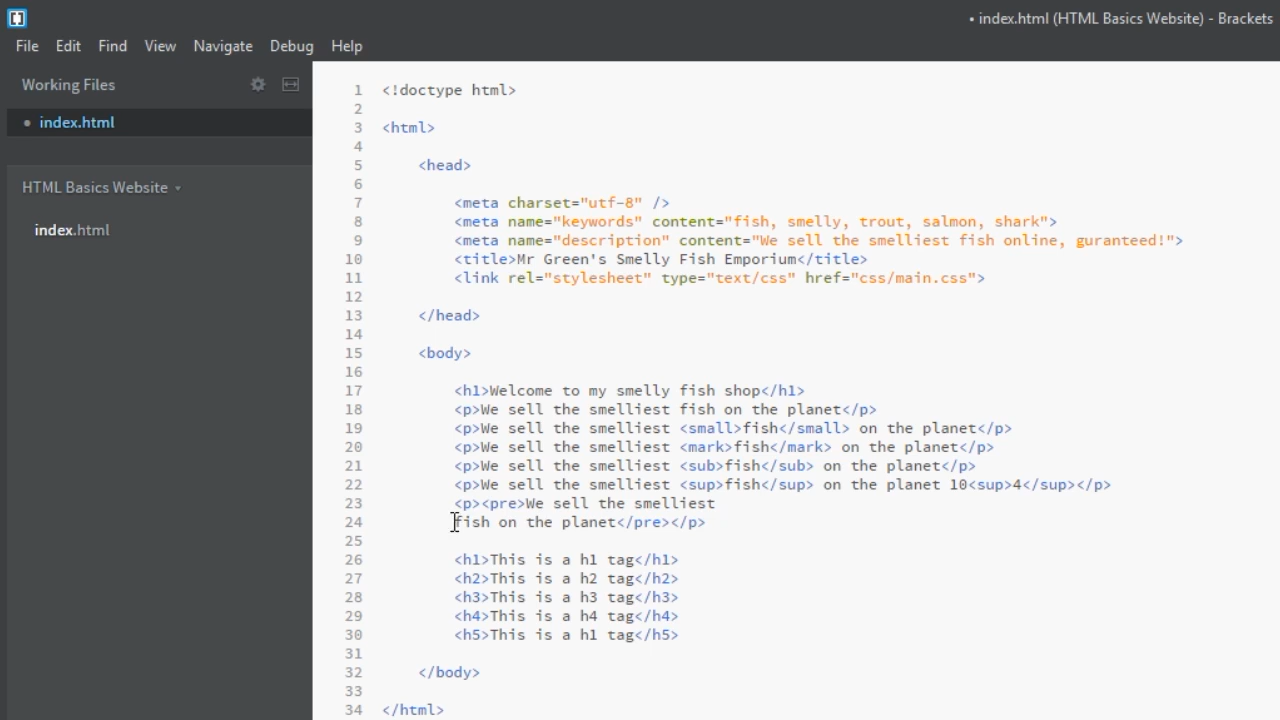 • index.html (HTML Basics Website) - Brackets
File Edit Find View Navigate Debug Help
Working Files
• index.html
HTML Basics Website
index.html
1 <!doctype html>
2
3 <html>
4
5 <head>
6
7 <meta charset="utf-8" />
8 <meta name="keywords" content="fish, smelly, trout, salmon, shark">
9 <meta name="description" content="We sell the smelliest fish online, guranteed!">
10 <title>Mr Green's Smelly Fish Emporium</title>
11 <link rel="stylesheet" type="text/css" href="css/main.css">
12
13 </head>
14
15 <body>
16
17 <h1>Welcome to my smelly fish shop</h1>
18 <p>We sell the smelliest fish on the planet</p>
19 <p>We sell the smelliest <small>fish</small> on the planet</p>
20 <p>We sell the smelliest <mark>fish</mark> on the planet</p>
21 <p>We sell the smelliest <sub>fish</sub> on the planet</p>
22 <p>We sell the smelliest <sup>fish</sup> on the planet 10<sup>4</sup></p>
23 <p><pre>We sell the smelliest
24 fish on the planet</pre></p>
25
26 <h1>This is a h1 tag</h1>
27 <h2>This is a h2 tag</h2>
28 <h3>This is a h3 tag</h3>
29 <h4>This is a h4 tag</h4>
30 <h5>This is a h1 tag</h5>
31
32 </body>
33
34 </html>